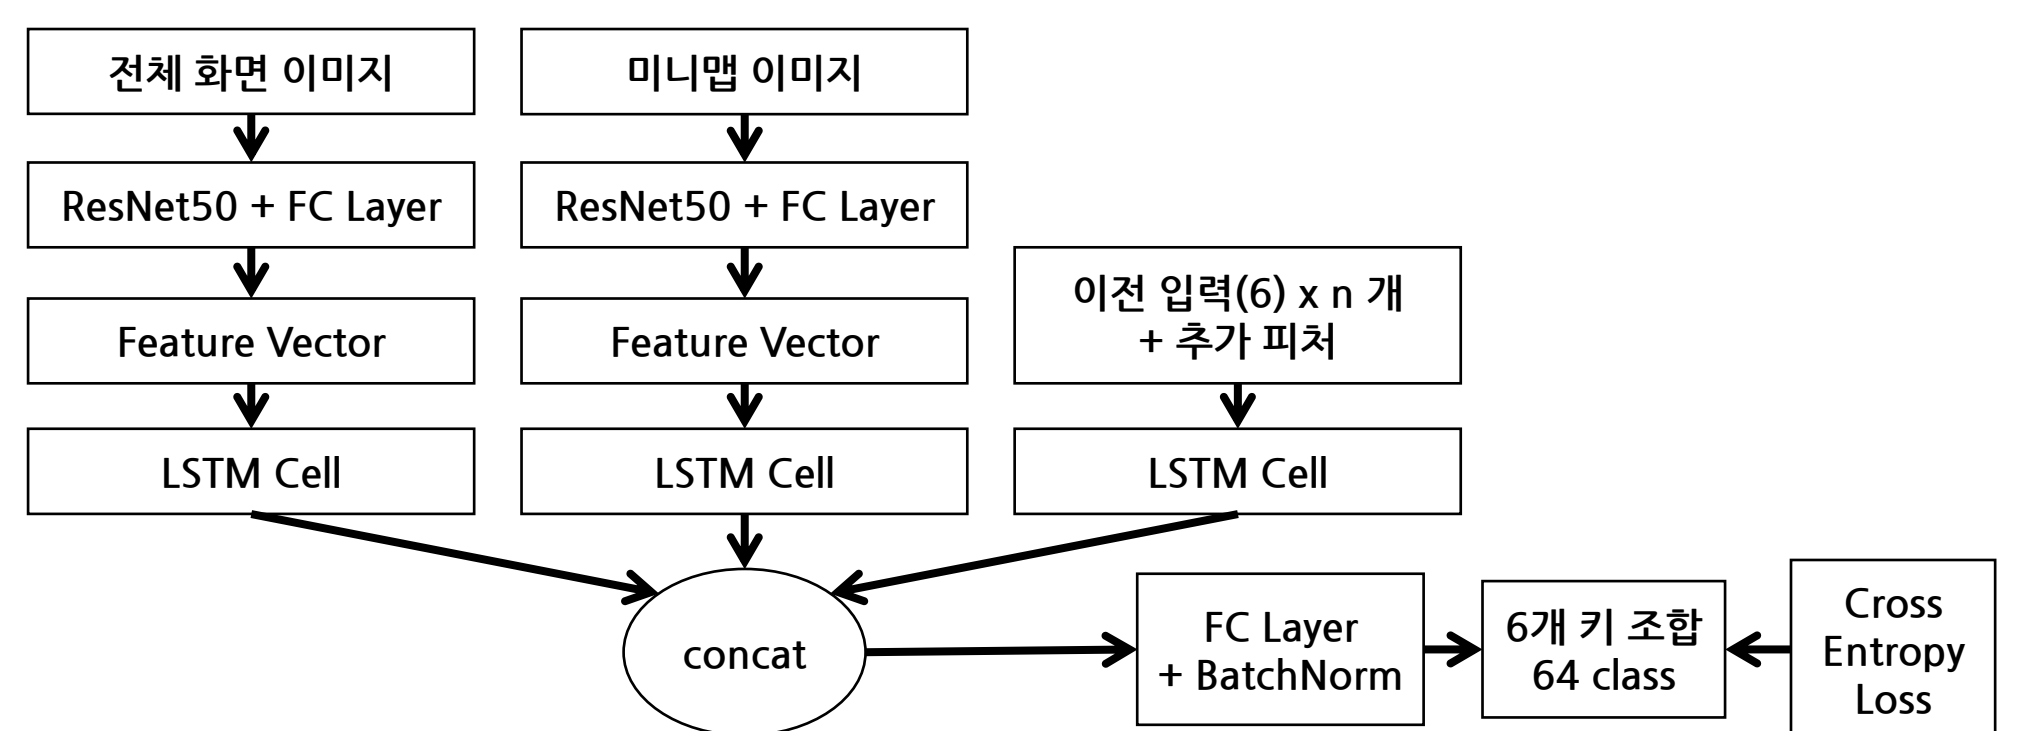 전체 화면 이미지
미니맵 이미지
ResNet50 + FC Layer
ResNet50 + FC Layer
이전 입력(6) x n 개
+ 추가 피처
Feature Vector
Feature Vector
LSTM Cell
LSTM Cell
LSTM Cell
concat
FC Layer
+ BatchNorm
6개 키 조합
64 class
Cross
Entropy
Loss